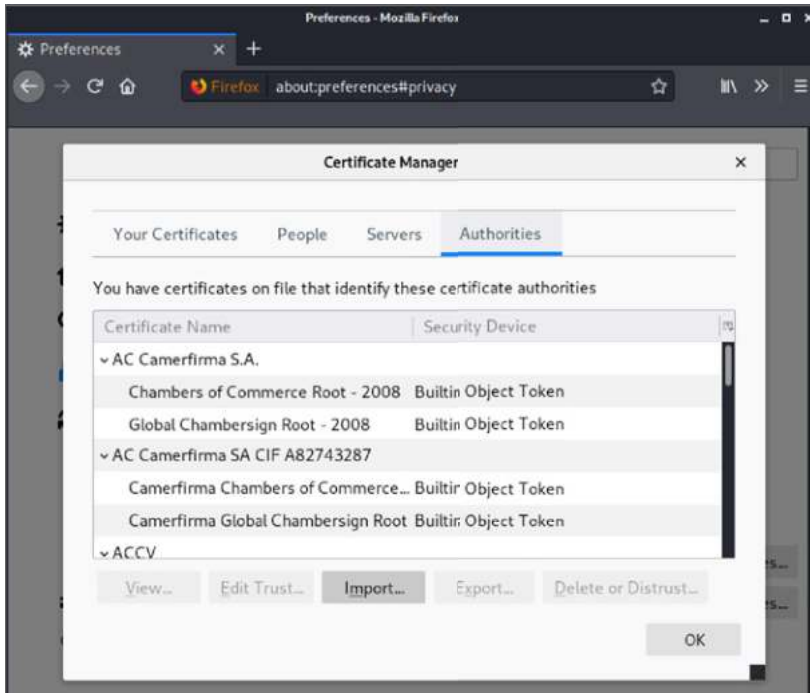 Preferences - Mozilla Firefox
Preferences
Firefox about:preferences#privacy
Certificate Manager
Your Certificates People Servers Authorities
You have certificates on file that identify these certificate authorities
Certificate Name Security Device
AC Camerfirma S.A.
Chambers of Commerce Root - 2008 Builtin Object Token
Global Chambersign Root - 2008 Builtin Object Token
AC Camerfirma SA CIF A82743287
Camerfirma Chambers of Commerce... Builtin Object Token
Camerfirma Global Chambersign Root Builtin Object Token
ACCV
View... Edit Trust... Import... Export... Delete or Distrust...
OK